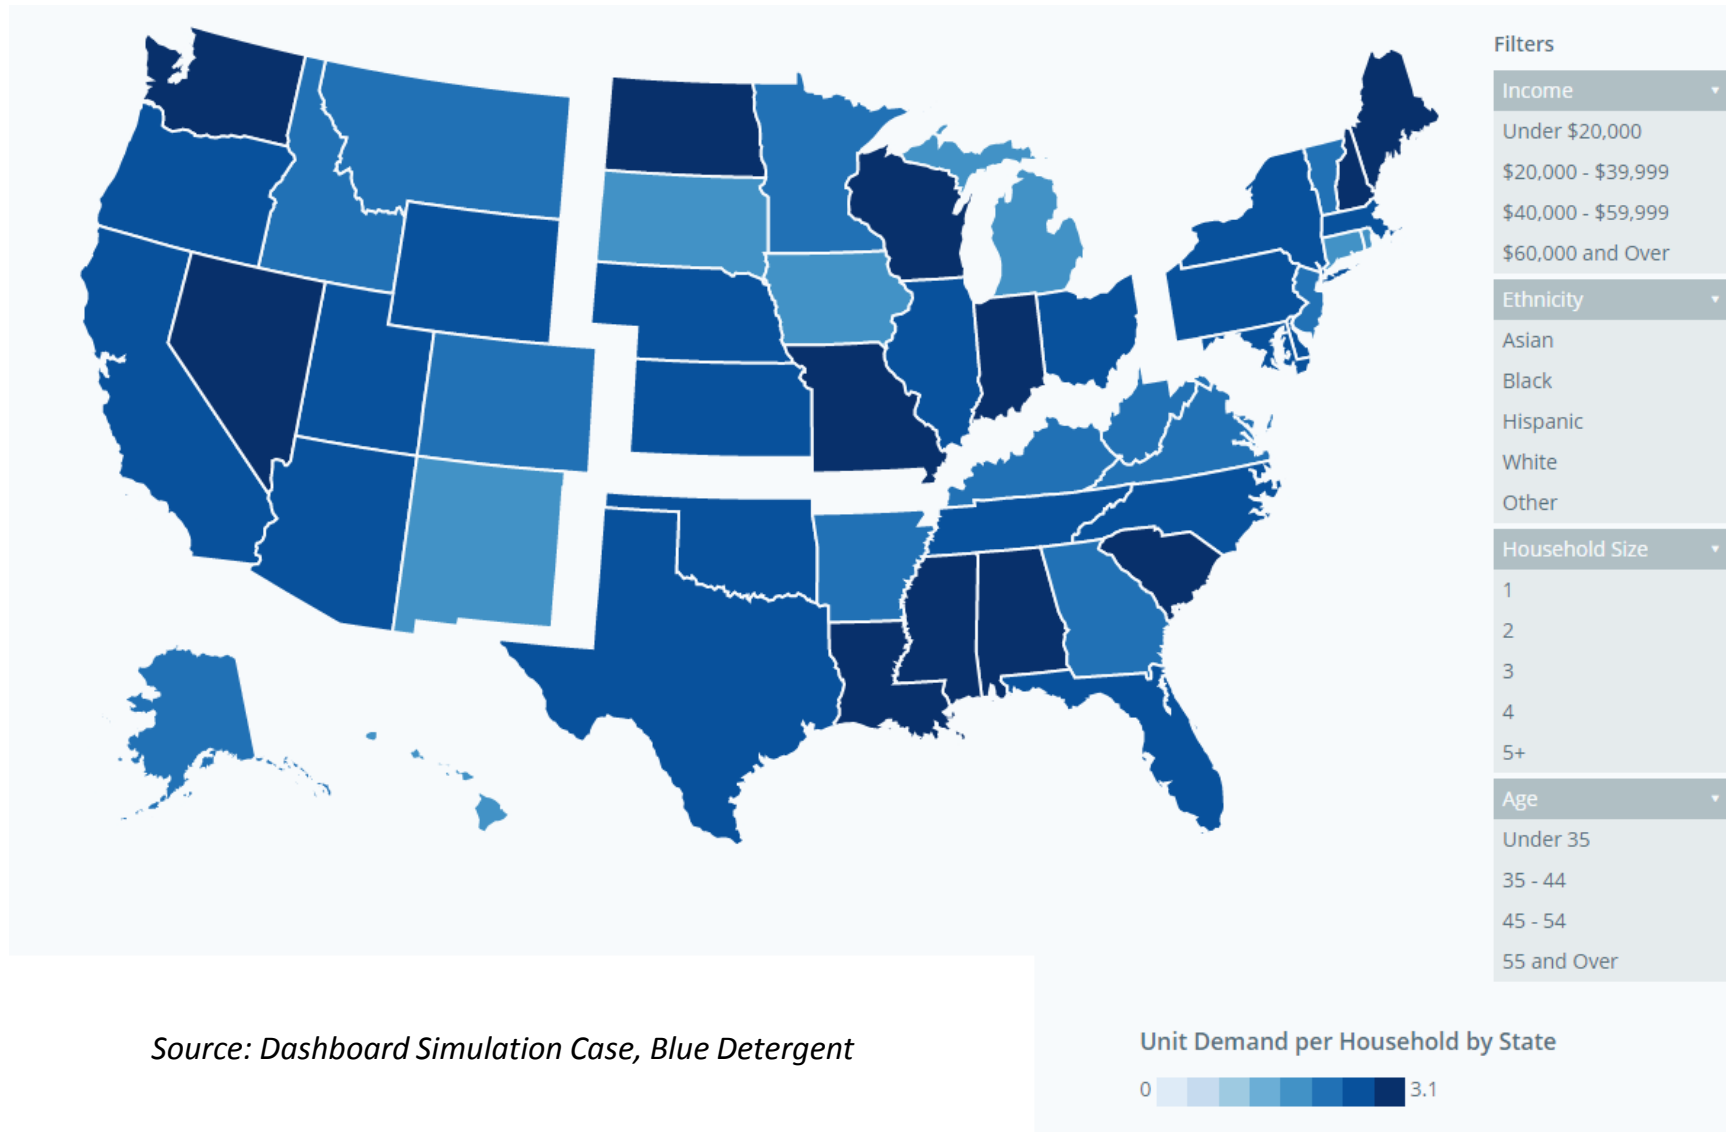 Filters
Income
Under $20,000
$20,000 - $39,999
$40,000 - $59,999
$60,000 and Over
Ethnicity
Asian
Black
Hispanic
White
Other
Household Size
1
2
3
4
5+
Age
Under 35
35 - 44
45 - 54
55 and Over
Source: Dashboard Simulation Case, Blue Detergent
Unit Demand per Household by State
0 3.1